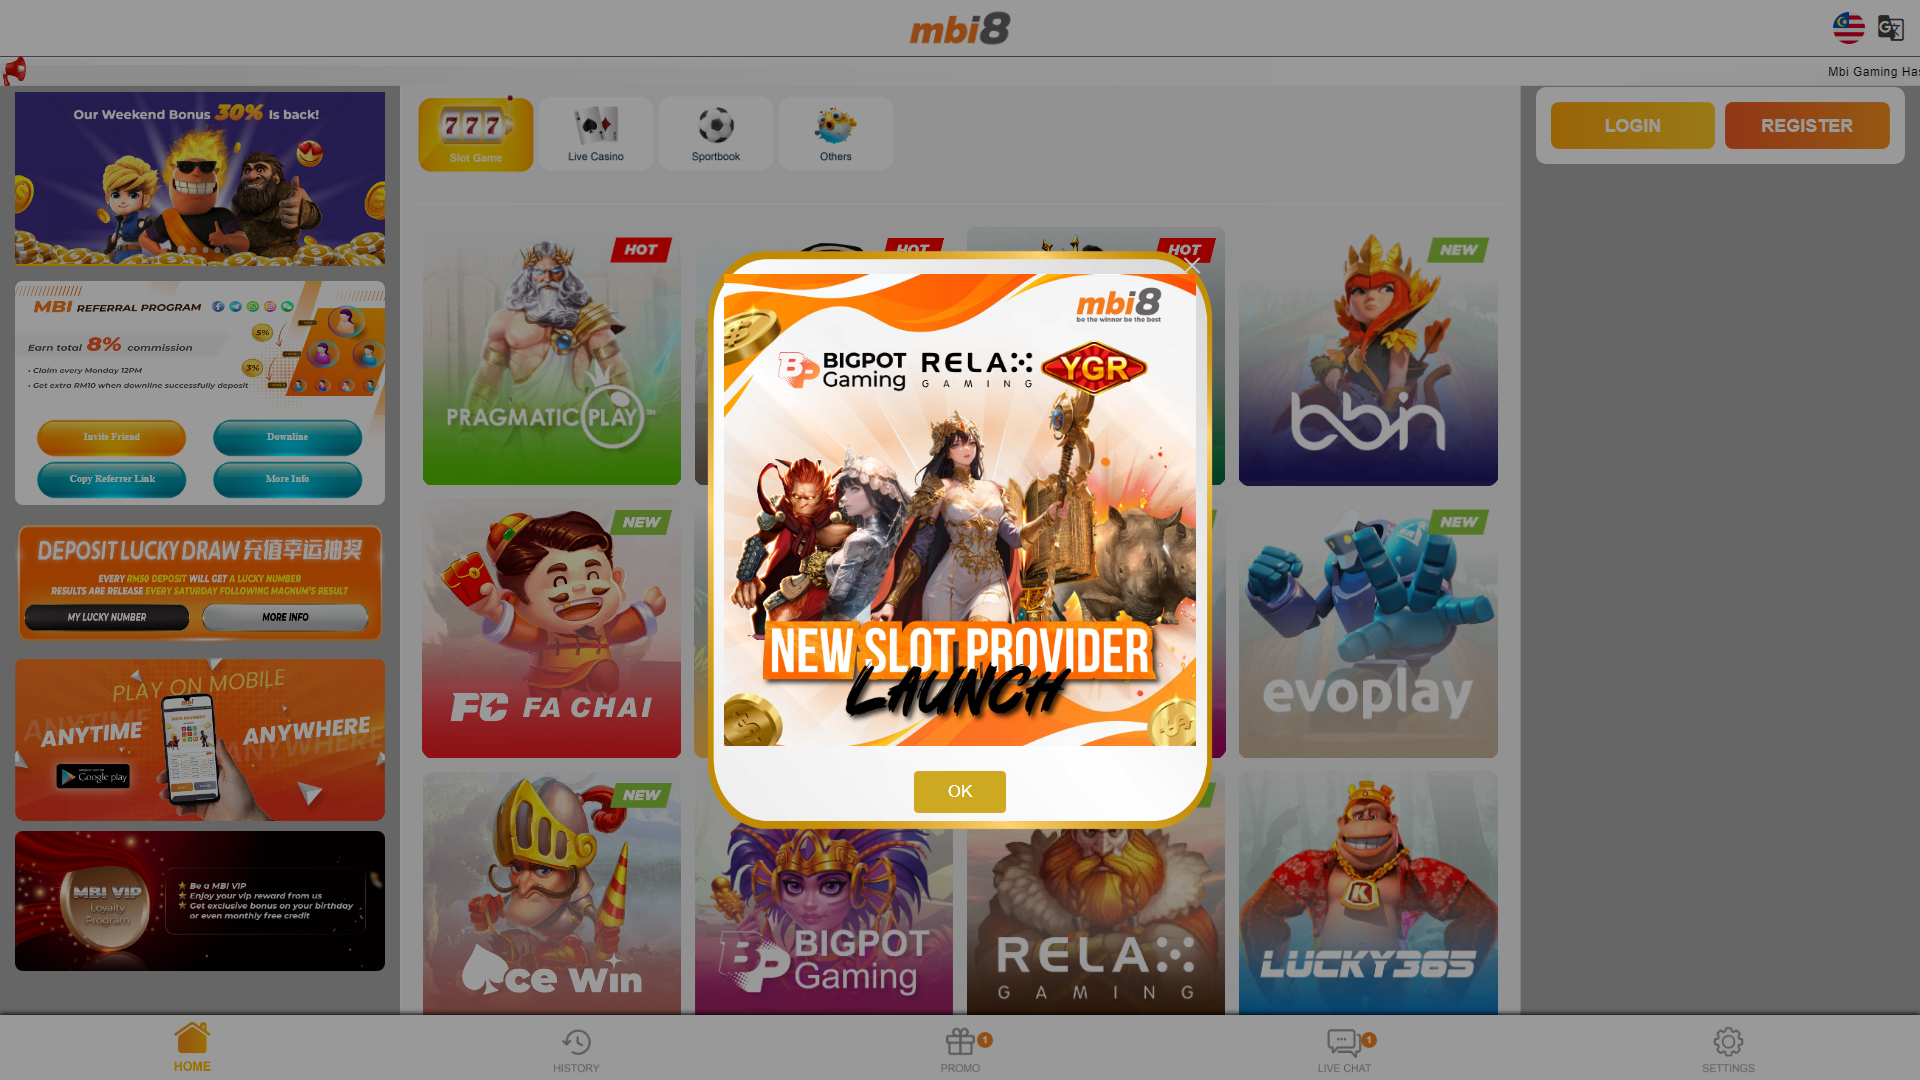 mbi8
Mbi Gaming Has
Our Weekend Bonus 30% Is back!
MBI REFERRAL PROGRAM
Earn total 8% commission
• Claim every Monday 12PM
• Get extra RM10 when downline successfully deposit
5%
3%
Invite Friend
Downline
Copy Referrer Link
More Info
DEPOSIT LUCKY DRAW 充值幸运抽奖
EVERY RM50 DEPOSIT WILL GET A LUCKY NUMBER
RESULTS ARE RELEASE EVERY SATURDAY FOLLOWING MAGNUM'S RESULT
MY LUCKY NUMBER
MORE INFO
PLAY ON MOBILE
ANYTIME
ANYWHERE
Google play
MBI VIP
Loyalty
Program
Be a MBI VIP
Enjoy your vip reward from us
Get exclusive bonus on your birthday
or even monthly free credit
777
Slot Game
Live Casino
Sportbook
Others
LOGIN
REGISTER
HOT
HOT
HOT
NEW
PRAGMATIC PLAY
bbin
NEW
NEW
FC FA CHAI
evoplay
NEW
ace Win
BP BIGPOT
Gaming
RELAX
GAMING
K
LUCKY365
mbi8
be the winner be the best
BP BIGPOT
Gaming
RELAX
GAMING
YGR
NEW SLOT PROVIDER
LAUNCH
OK
HOME
HISTORY
PROMO
1
LIVE CHAT
1
SETTINGS